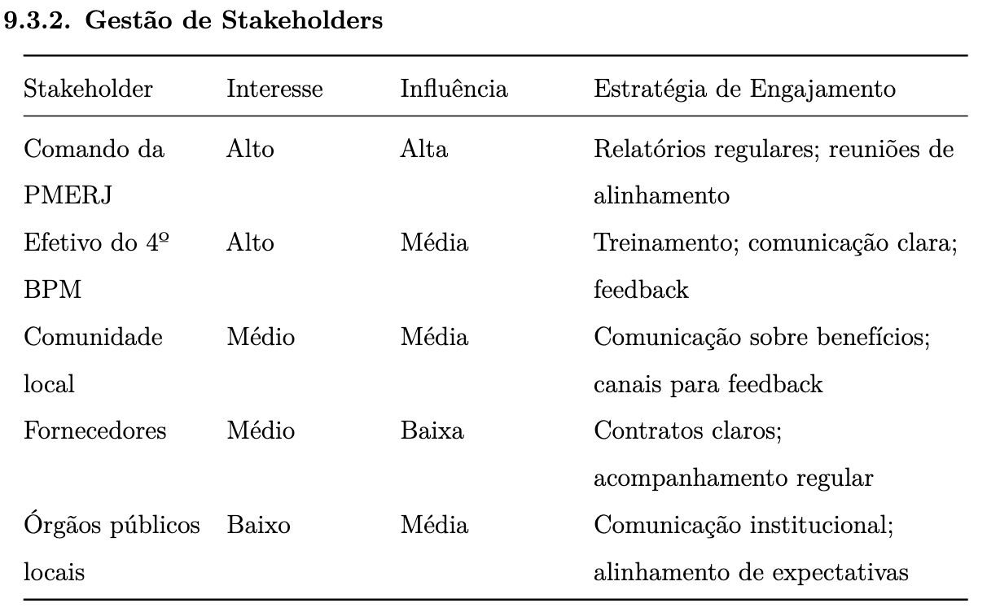 9.3.2. Gestão de Stakeholders
Stakeholder Interesse Influência Estratégia de Engajamento
Comando da Alto Alta Relatórios regulares; reuniões de
PMERJ alinhamento
Efetivo do 4º Alto Média Treinamento; comunicação clara;
BPM feedback
Comunidade Médio Média Comunicação sobre benefícios;
local canais para feedback
Fornecedores Médio Baixa Contratos claros;
acompanhamento regular
Órgãos públicos Baixo Média Comunicação institucional;
locais alinhamento de expectativas